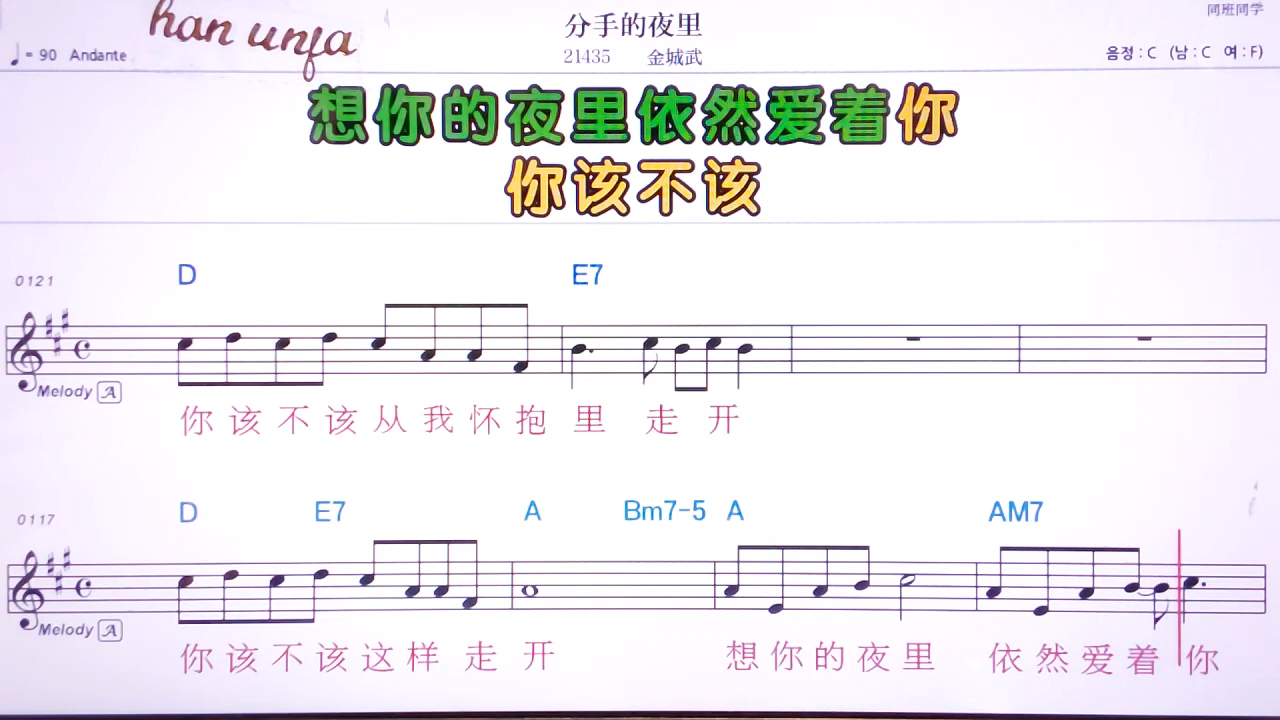 han unfa
分手的夜里
同班同学
♩= 90 Andante
21435 金城武
음정 : C (남 : C 여 : F)
想你的夜里依然爱着你
你该不该
0121
D E7
Melody A
你该不该从我怀抱里走开
0117
D E7 A Bm7-5 A AM7
Melody A
你该不该这样走开 想你的夜里 依然爱着你